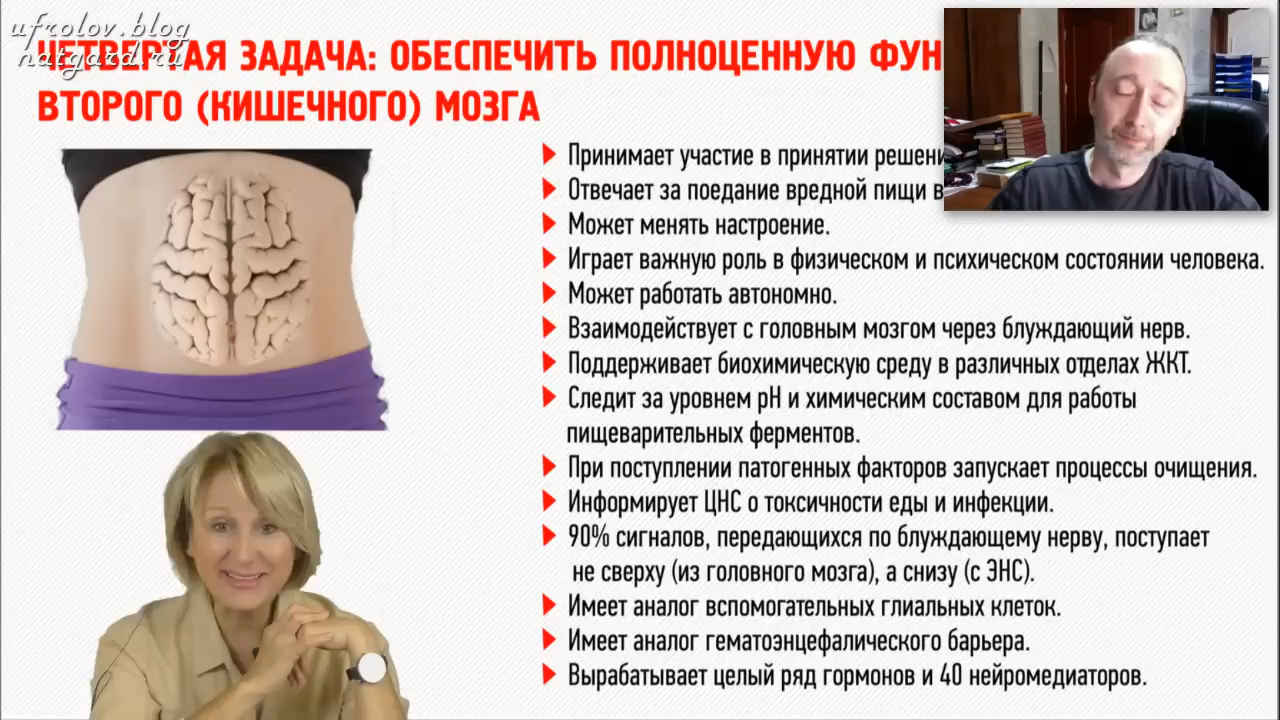 ufrolov.blog
natgard.ru
ЧЕТВЕРТАЯ ЗАДАЧА: ОБЕСПЕЧИТЬ ПОЛНОЦЕННУЮ ФУН
ВТОРОГО (КИШЕЧНОГО) МОЗГА
Принимает участие в принятии решени
Отвечает за поедание вредной пищи в
Может менять настроение.
Играет важную роль в физическом и психическом состоянии человека.
Может работать автономно.
Взаимодействует с головным мозгом через блуждающий нерв.
Поддерживает биохимическую среду в различных отделах ЖКТ.
Следит за уровнем pH и химическим составом для работы
пищеварительных ферментов.
При поступлении патогенных факторов запускает процессы очищения.
Информирует ЦНС о токсичности еды и инфекции.
90% сигналов, передающихся по блуждающему нерву, поступает
не сверху (из головного мозга), а снизу (с ЭНС).
Имеет аналог вспомогательных глиальных клеток.
Имеет аналог гематоэнцефалического барьера.
Вырабатывает целый ряд гормонов и 40 нейромедиаторов.